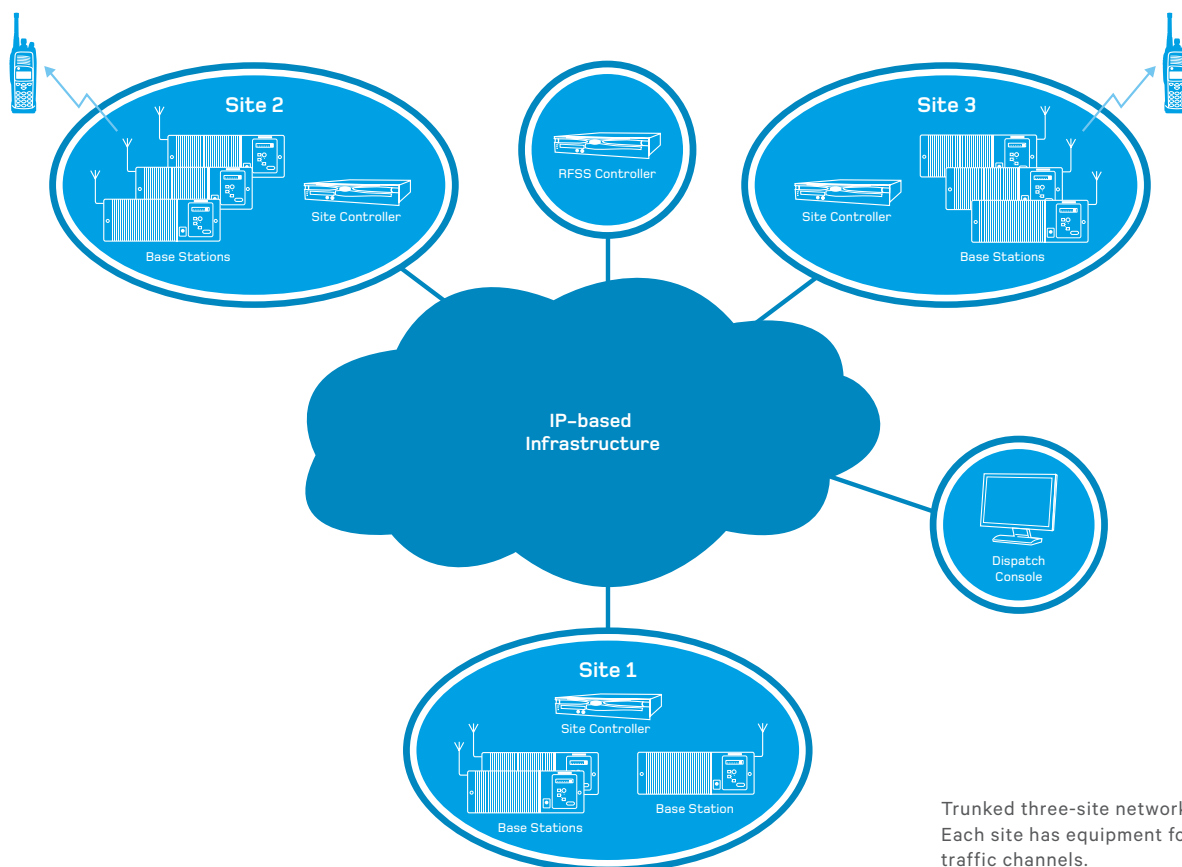 Site 2
Site Controller
Base Stations
RFSS Controller
Site 3
Site Controller
Base Stations
IP-based
Infrastructure
Dispatch
Console
Site 1
Site Controller
Base Stations
Base Station
Trunked three-site network
Each site has equipment fo
traffic channels.